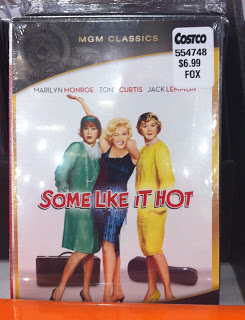 MGM CLASSICS
COSTCO
554748
$6.99
FOX
MARILYN MONROE TONY CURTIS JACK LEMMON
SOME LIKE IT HOT